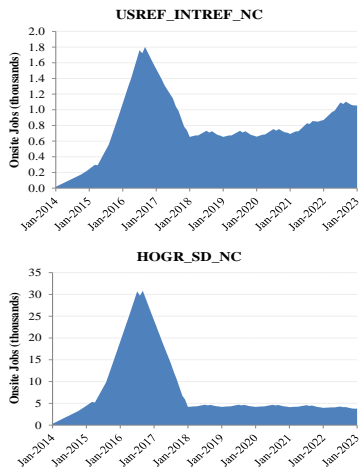 USREF_INTREF_NC
2.0
1.8
1.6
1.4
1.2
1.0
0.8
0.6
0.4
0.2
0.0
Onsite Jobs (thousands)
Jan-2014
Jan-2015
Jan-2016
Jan-2017
Jan-2018
Jan-2019
Jan-2020
Jan-2021
Jan-2022
Jan-2023
HOGR_SD_NC
35
30
25
20
15
10
5
0
Onsite Jobs (thousands)
Jan-2014
Jan-2015
Jan-2016
Jan-2017
Jan-2018
Jan-2019
Jan-2020
Jan-2021
Jan-2022
Jan-2023